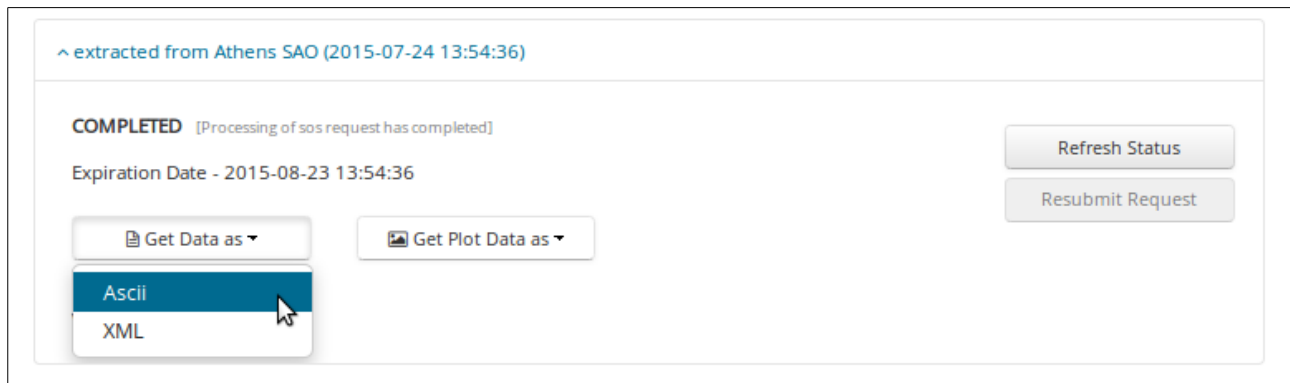 extracted from Athens SAO (2015-07-24 13:54:36)
COMPLETED [Processing of sos request has completed]
Expiration Date - 2015-08-23 13:54:36
Refresh Status
Resubmit Request
Get Data as
Get Plot Data as
Ascii
XML